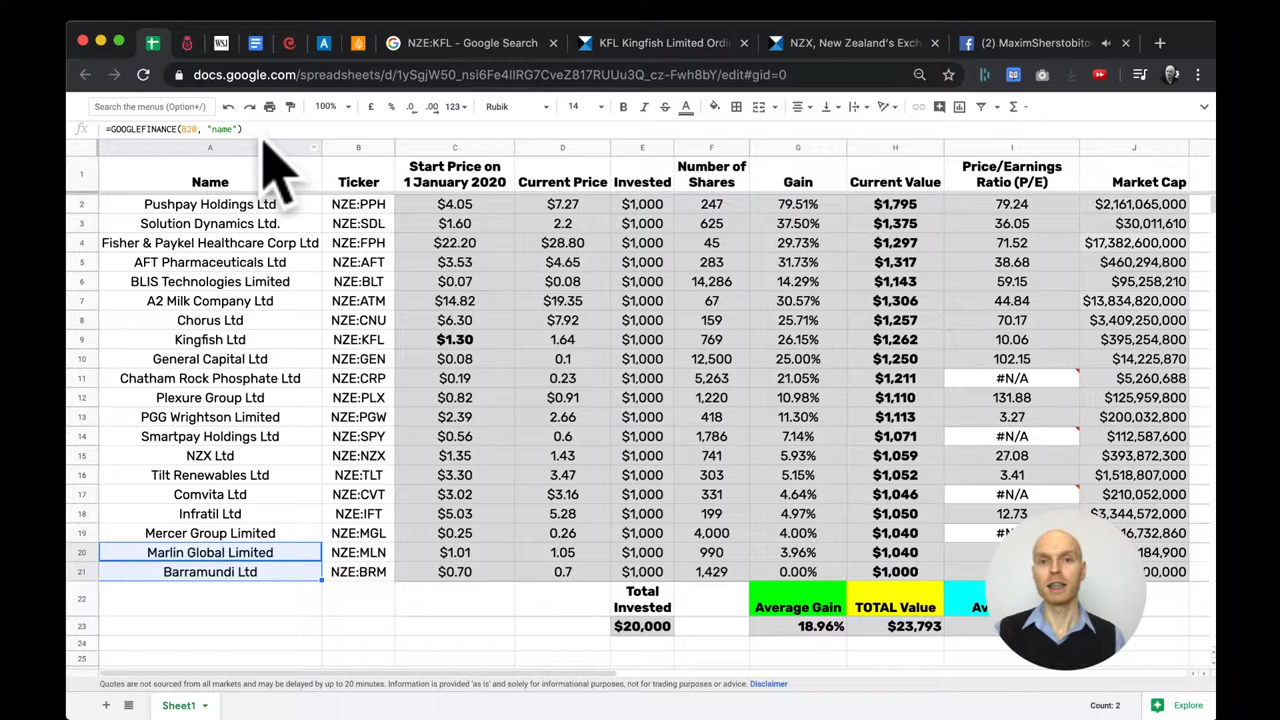 NZE:KFL - Google Search
KFL Kingfish Limited Ordi
NZX, New Zealand's Exch
(2) MaximSherstobito
docs.google.com/spreadsheets/d/1ySgjW50_nsi6Fe4llRG7CveZ817RUUu3Q_cz-Fwh8bY/edit#gid=0
Search the menus (Option+/) 100% £ % .0 .00 123 Rubik 14 B S A Σ
fx =GOOGLEFINANCE(B20, "name")
A B C D E F G H I J
1 Name Ticker Start Price on 1 January 2020 Current Price Invested Number of Shares Gain Current Value Price/Earnings Ratio (P/E) Market Cap
2 Pushpay Holdings Ltd NZE:PPH $4.05 $7.27 $1,000 247 79.51% $1,795 79.24 $2,161,065,000
3 Solution Dynamics Ltd. NZE:SDL $1.60 2.2 $1,000 625 37.50% $1,375 36.05 $30,011,610
4 Fisher & Paykel Healthcare Corp Ltd NZE:FPH $22.20 $28.80 $1,000 45 29.73% $1,297 71.52 $17,382,600,000
5 AFT Pharmaceuticals Ltd NZE:AFT $3.53 $4.65 $1,000 283 31.73% $1,317 38.68 $460,294,800
6 BLIS Technologies Limited NZE:BLT $0.07 $0.08 $1,000 14,286 14.29% $1,143 59.15 $95,258,210
7 A2 Milk Company Ltd NZE:ATM $14.82 $19.35 $1,000 67 30.57% $1,306 44.84 $13,834,820,000
8 Chorus Ltd NZE:CNU $6.30 $7.92 $1,000 159 25.71% $1,257 70.17 $3,409,250,000
9 Kingfish Ltd NZE:KFL $1.30 1.64 $1,000 769 26.15% $1,262 10.06 $395,254,800
10 General Capital Ltd NZE:GEN $0.08 0.1 $1,000 12,500 25.00% $1,250 102.15 $14,225,870
11 Chatham Rock Phosphate Ltd NZE:CRP $0.19 0.23 $1,000 5,263 21.05% $1,211 #N/A $5,260,688
12 Plexure Group Ltd NZE:PLX $0.82 $0.91 $1,000 1,220 10.98% $1,110 131.88 $125,959,800
13 PGG Wrightson Limited NZE:PGW $2.39 2.66 $1,000 418 11.30% $1,113 3.27 $200,032,800
14 Smartpay Holdings Ltd NZE:SPY $0.56 0.6 $1,000 1,786 7.14% $1,071 #N/A $112,587,600
15 NZX Ltd NZE:NZX $1.35 1.43 $1,000 741 5.93% $1,059 27.08 $393,872,300
16 Tilt Renewables Ltd NZE:TLT $3.30 3.47 $1,000 303 5.15% $1,052 3.41 $1,518,807,000
17 Comvita Ltd NZE:CVT $3.02 $3.16 $1,000 331 4.64% $1,046 #N/A $210,052,000
18 Infratil Ltd NZE:IFT $5.03 5.28 $1,000 199 4.97% $1,050 12.73 $3,344,572,000
19 Mercer Group Limited NZE:MGL $0.25 0.26 $1,000 4,000 4.00% $1,040 #N 16,732,860
20 Marlin Global Limited NZE:MLN $1.01 1.05 $1,000 990 3.96% $1,040 184,900
21 Barramundi Ltd NZE:BRM $0.70 0.7 $1,000 1,429 0.00% $1,000 00,000
22 Total Invested Average Gain TOTAL Value
23 $20,000 18.96% $23,793
24
25
Quotes are not sourced from all markets and may be delayed by up to 20 minutes. Information is provided 'as is' and solely for informational purposes, not for trading purposes or advice. Disclaimer
Sheet1 Count: 2 Explore